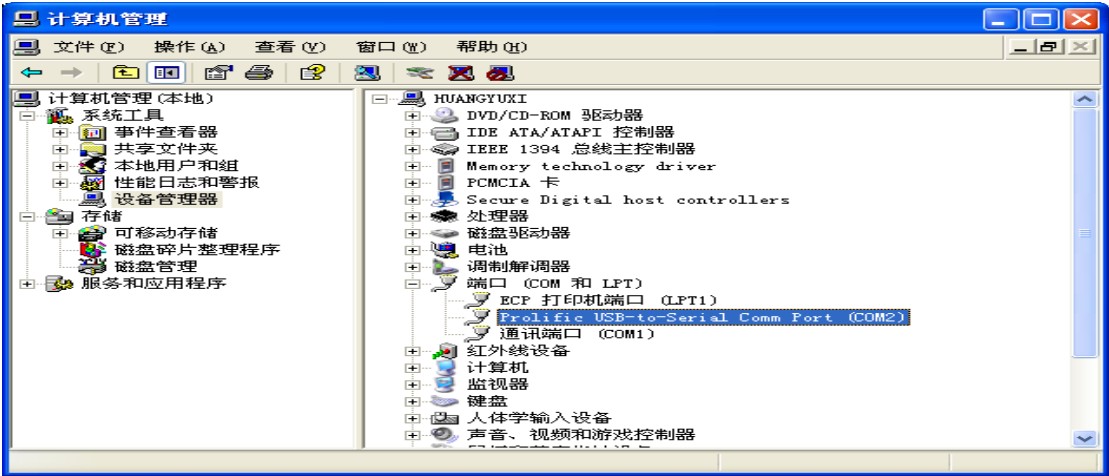 计算机管理
文件(F) 操作(A) 查看(V) 窗口(W) 帮助(H)
计算机管理(本地)
系统工具
事件查看器
共享文件夹
本地用户和组
性能日志和警报
设备管理器
存储
可移动存储
磁盘碎片整理程序
磁盘管理
服务和应用程序
HUANGYUXI
DVD/CD-ROM 驱动器
IDE ATA/ATAPI 控制器
IEEE 1394 总线主控制器
Memory technology driver
PCMCIA 卡
Secure Digital host controllers
处理器
磁盘驱动器
电池
调制解调器
端口 (COM 和 LPT)
ECP 打印机端口 (LPT1)
Prolific USB-to-Serial Comm Port (COM2)
通讯端口 (COM1)
红外线设备
计算机
监视器
键盘
人体学输入设备
声音、视频和游戏控制器